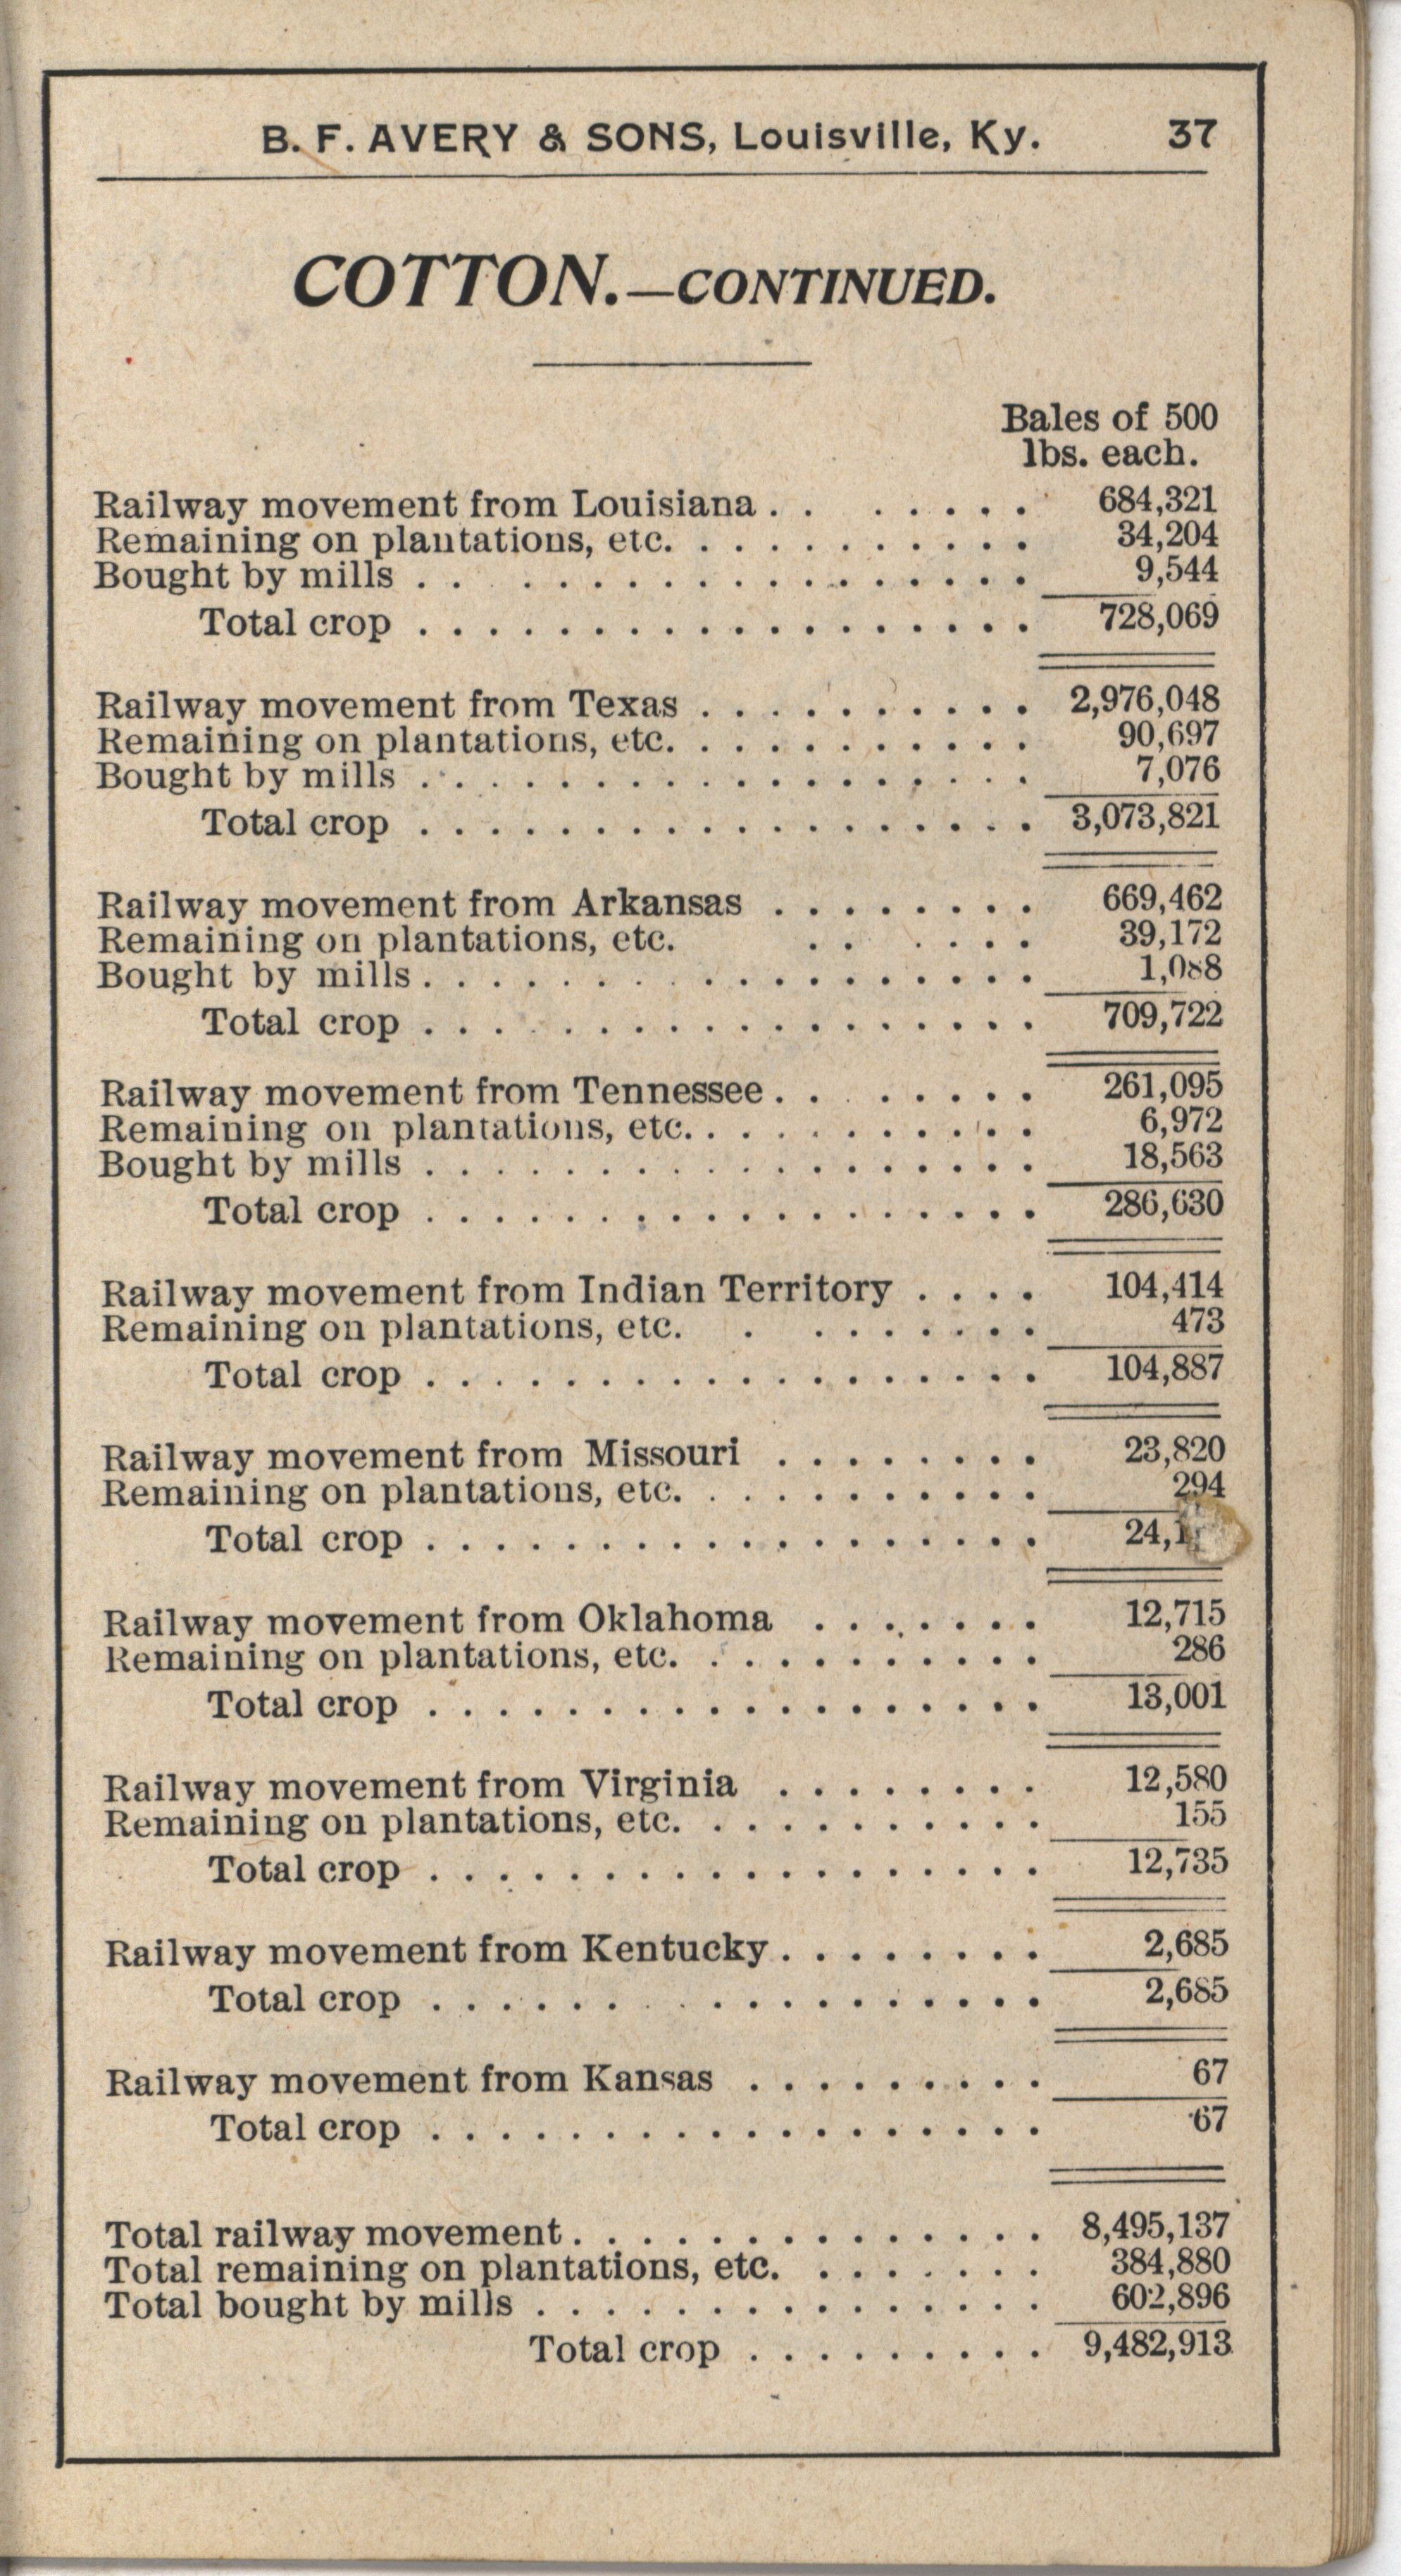 B. F. AVERY & SONS, Louisville, Ky. 37
COTTON.—CONTINUED.
Bales of 500
lbs. each.
Railway movement from Louisiana . . . . . . . 684,321
Remaining on plantations, etc. . . . . . . . . . . 34,204
Bought by mills . . . . . . . . . . . . . . . . . 9,544
Total crop . . . . . . . . . . . . . . . . . . 728,069
Railway movement from Texas . . . . . . . . . . 2,976,048
Remaining on plantations, etc. . . . . . . . . . . 90,697
Bought by mills . . . . . . . . . . . . . . . . . . 7,076
Total crop . . . . . . . . . . . . . . . . . . 3,073,821
Railway movement from Arkansas . . . . . . . . 669,462
Remaining on plantations, etc. . . . . . . 39,172
Bought by mills . . . . . . . . . . . . . . . . . . 1,088
Total crop . . . . . . . . . . . . . . . . . . 709,722
Railway movement from Tennessee . . . . . . . . 261,095
Remaining on plantations, etc. . . . . . . . . . . 6,972
Bought by mills . . . . . . . . . . . . . . . . . . 18,563
Total crop . . . . . . . . . . . . . . . . . . 286,630
Railway movement from Indian Territory . . . . 104,414
Remaining on plantations, etc. . . . . . . . . 473
Total crop . . . . . . . . . . . . . . . . . . 104,887
Railway movement from Missouri . . . . . . . . 23,820
Remaining on plantations, etc. . . . . . . . . . . 294
Total crop . . . . . . . . . . . . . . . . . .
Railway movement from Oklahoma . . . . . . . 12,715
Remaining on plantations, etc. . . . . . . . . . . 286
Total crop . . . . . . . . . . . . . . . . . . 13,001
Railway movement from Virginia . . . . . . . . 12,580
Remaining on plantations, etc. . . . . . . . . . . 155
Total crop . . . . . . . . . . . . . . . . . . 12,735
Railway movement from Kentucky . . . . . . . . 2,685
Total crop . . . . . . . . . . . . . . . . . 2,685
Railway movement from Kansas . . . . . . . . . 67
Total crop . . . . . . . . . . . . . . . . . . 67
Total railway movement . . . . . . . . . . . . . . 8,495,137
Total remaining on plantations, etc. . . . . . . . 384,880
Total bought by mills . . . . . . . . . . . . . . . 602,896
Total crop . . . . . . . . . 9,482,913